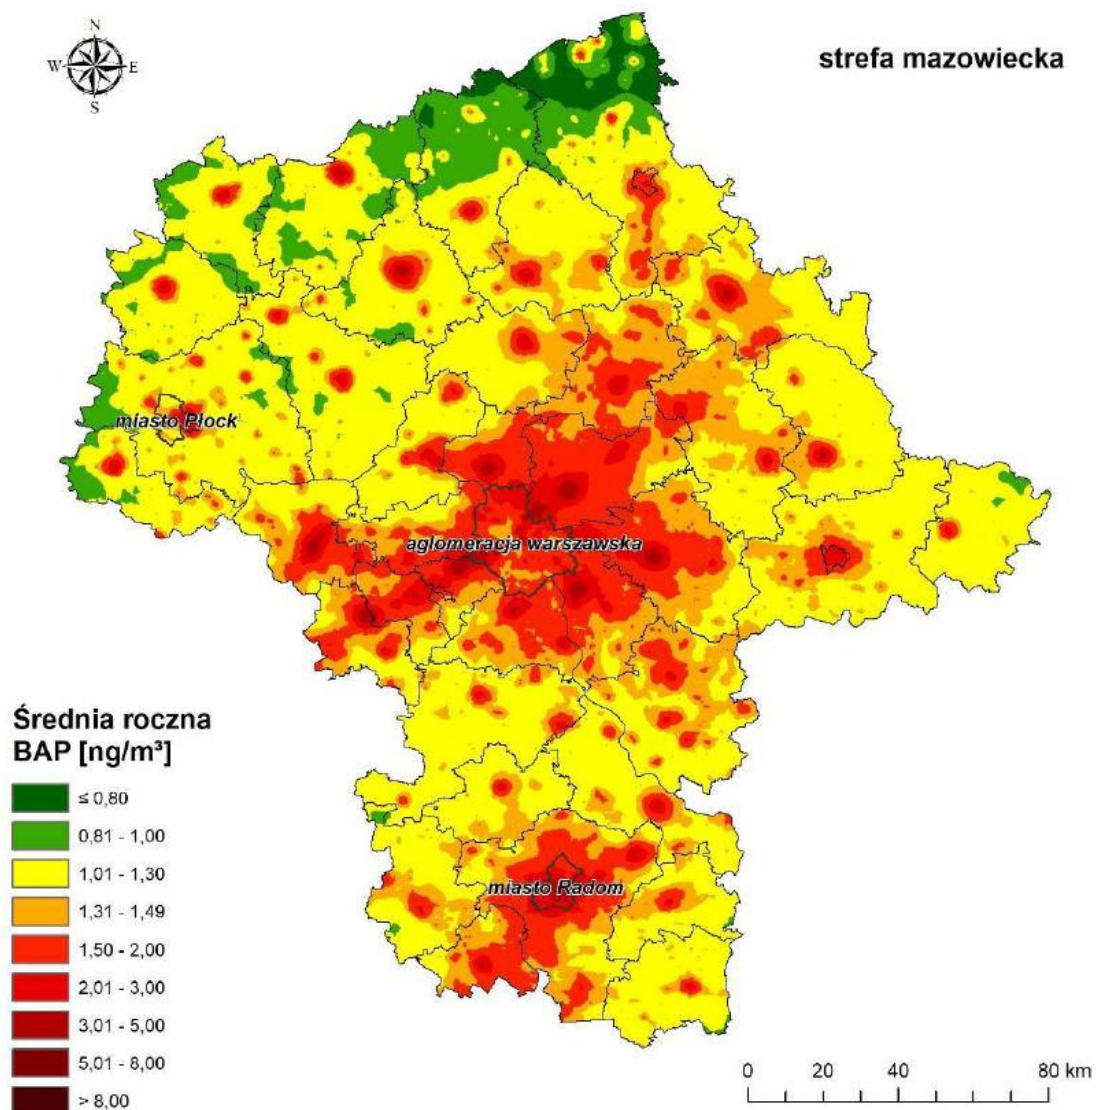 N
W E
S
strefa mazowiecka
miasto Płock
aglomeracja warszawska
miasto Radom
Średnia roczna
BAP [ng/m³]
≤ 0,80
0,81 - 1,00
1,01 - 1,30
1,31 - 1,49
1,50 - 2,00
2,01 - 3,00
3,01 - 5,00
5,01 - 8,00
> 8,00
0 20 40 80 km